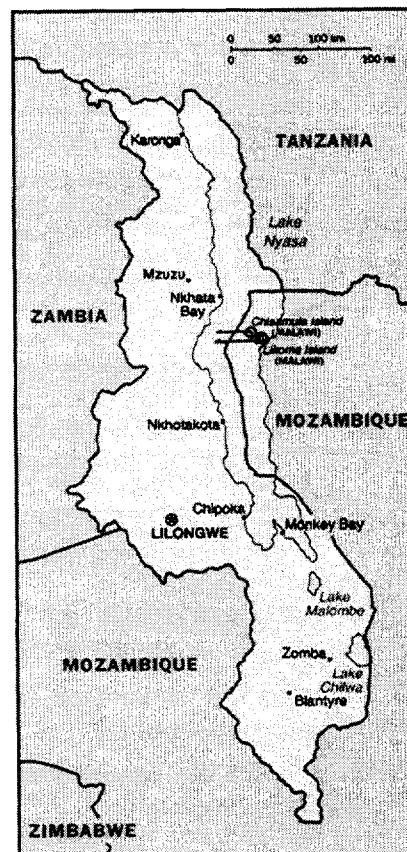 0 50 100 km
0 50 100 mi
Karonga
TANZANIA
Lake
Nyasa
Mzuzu
Nkhata
Bay
ZAMBIA
Chisamula Island
(MALAWI)
Likoma Island
(MALAWI)
MOZAMBIQUE
Nkhotakota
Chipoka
LILONGWE
Monkey Bay
Lake
Malombe
MOZAMBIQUE
Zomba
Lake
Chilwa
Blantyre
ZIMBABWE